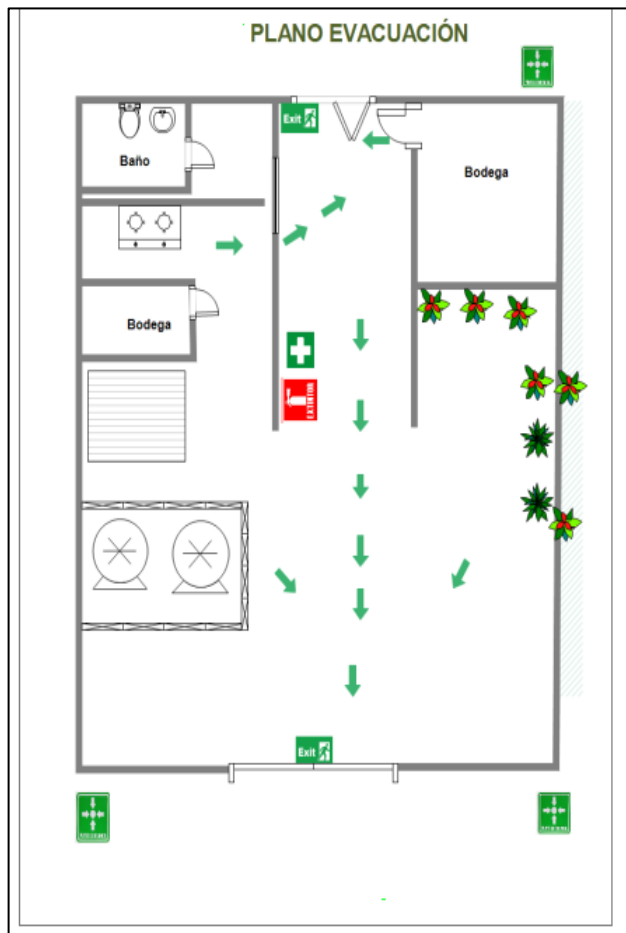 PLANO EVACUACIÓN
Exit
Baño
Bodega
Bodega
EXTINTOR
Exit